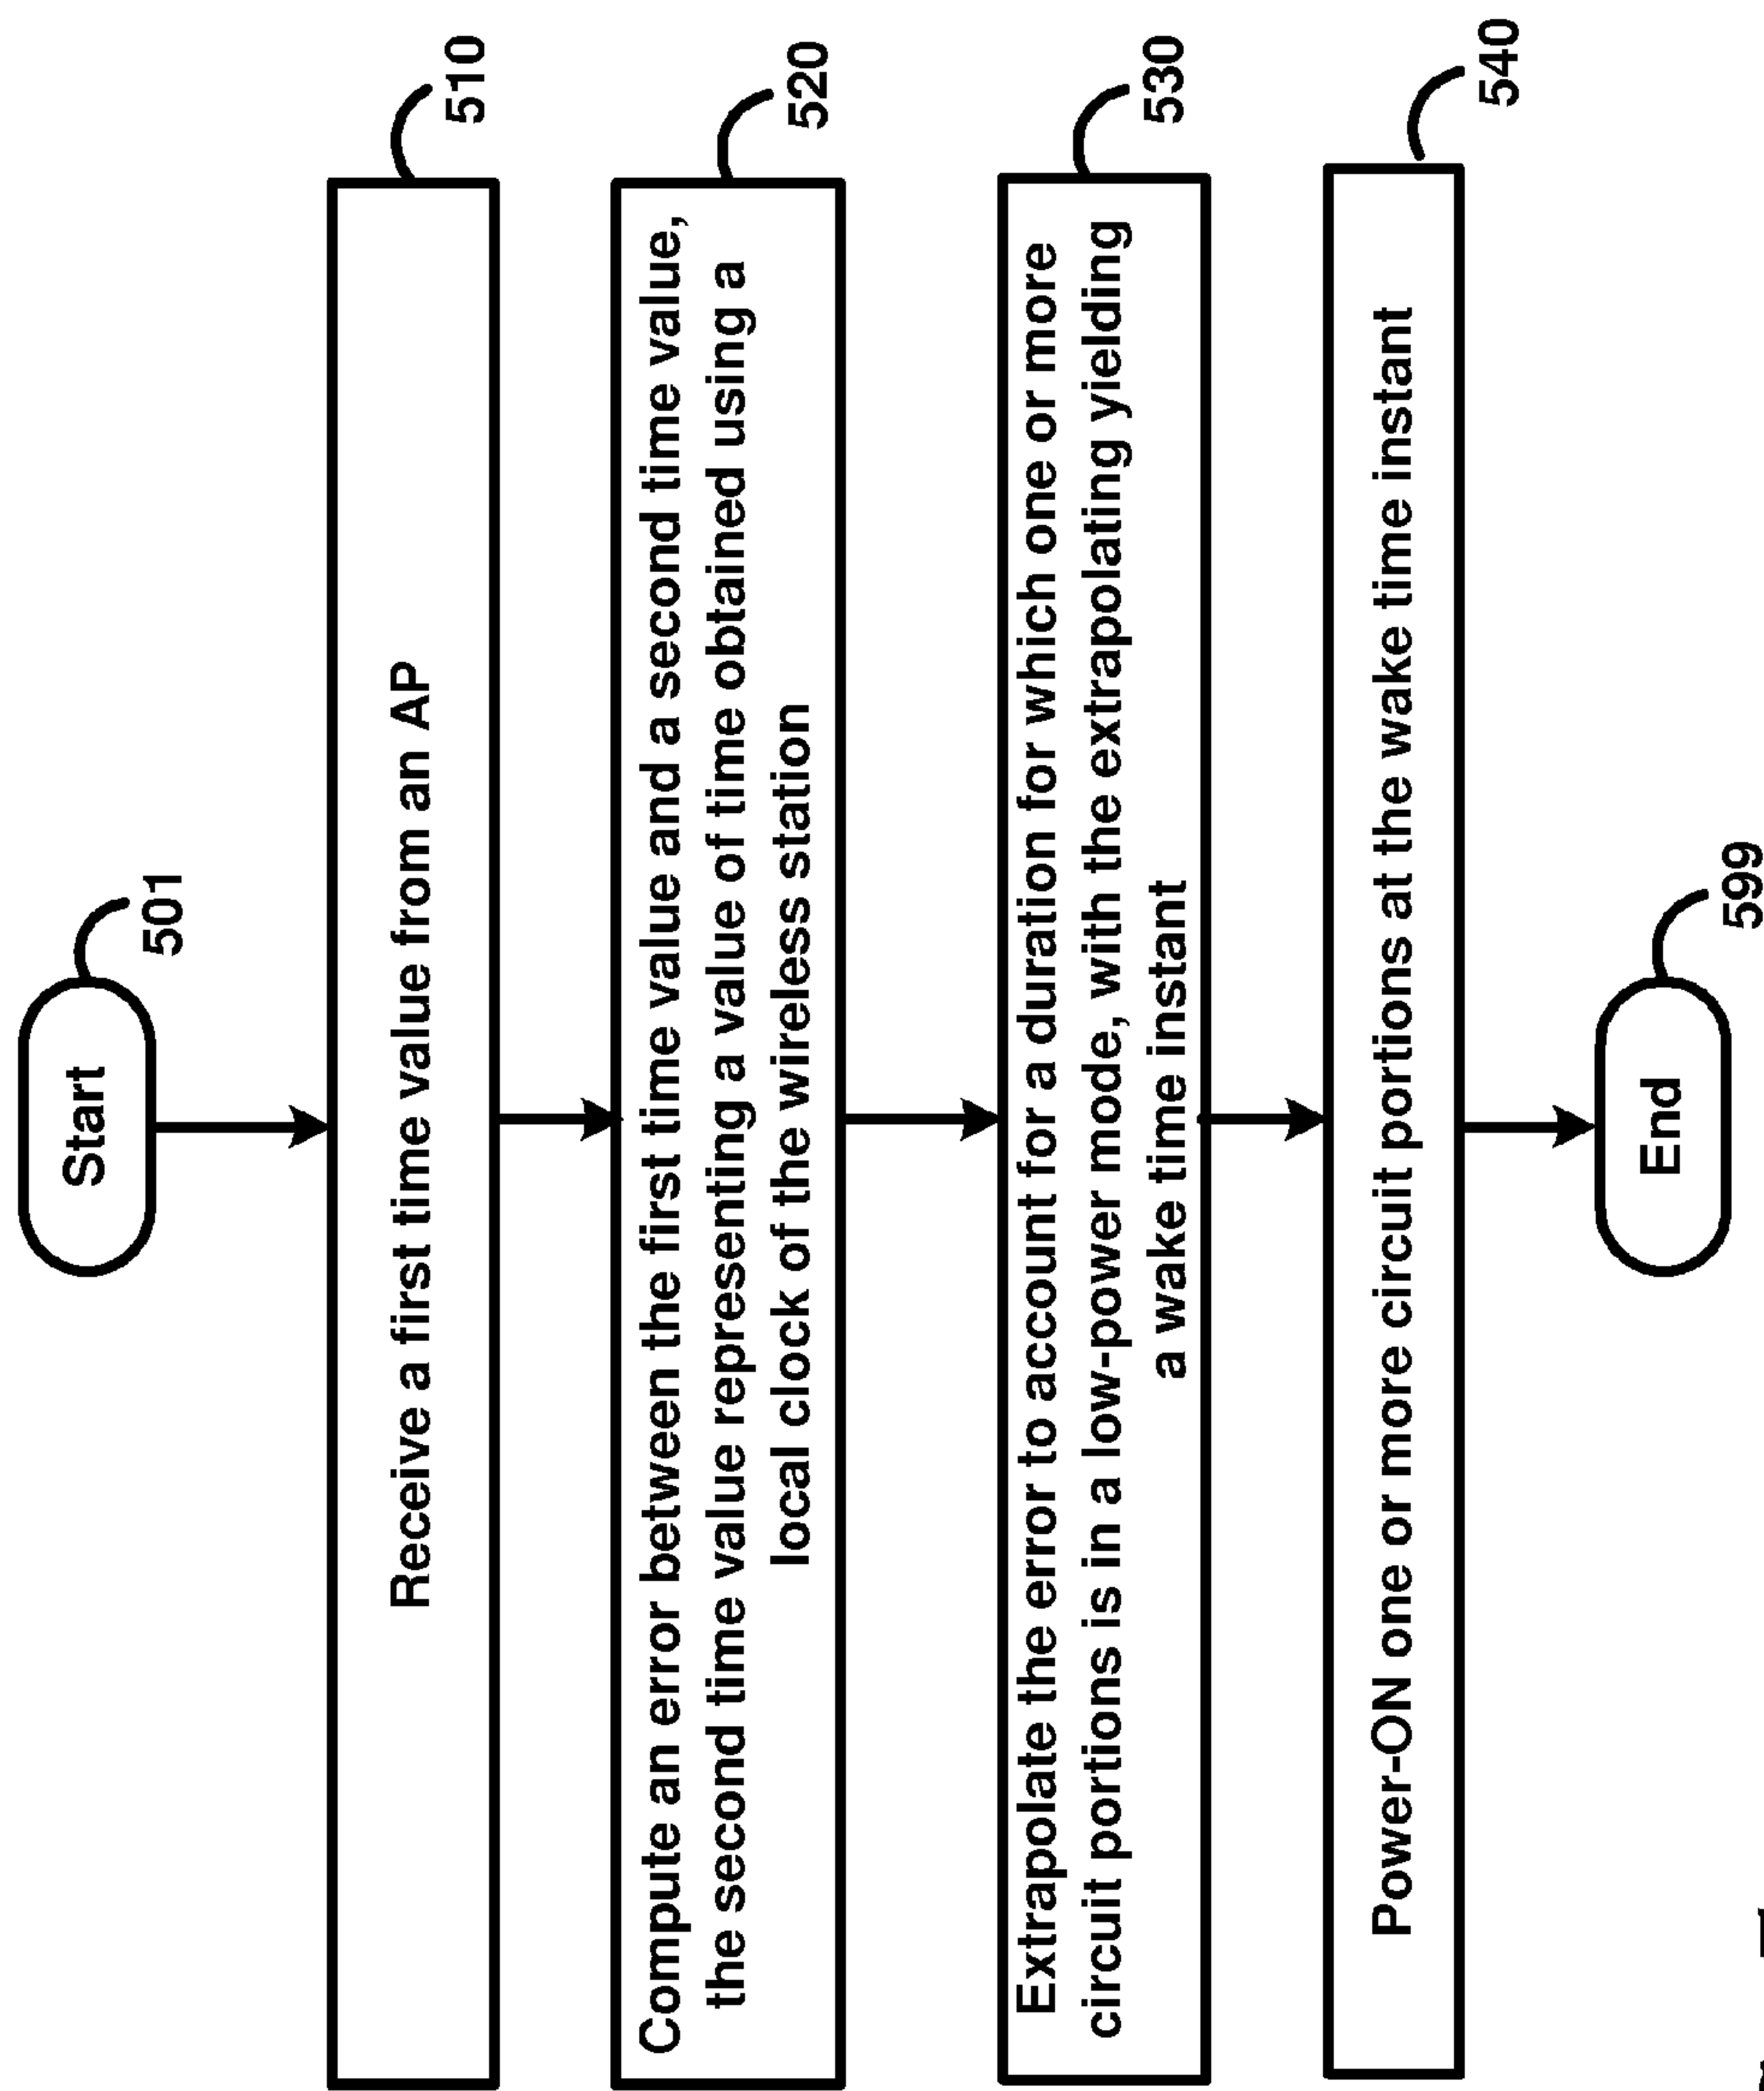 Start
501
Receive a first time value from an AP
510
Compute an error between the first time value and a second time value,
the second time value representing a value of time obtained using a
local clock of the wireless station
520
Extrapolate the error to account for a duration for which one or more
circuit portions is in a low-power mode, with the extrapolating yielding
a wake time instant
530
Power-ON one or more circuit portions at the wake time instant
540
End
599